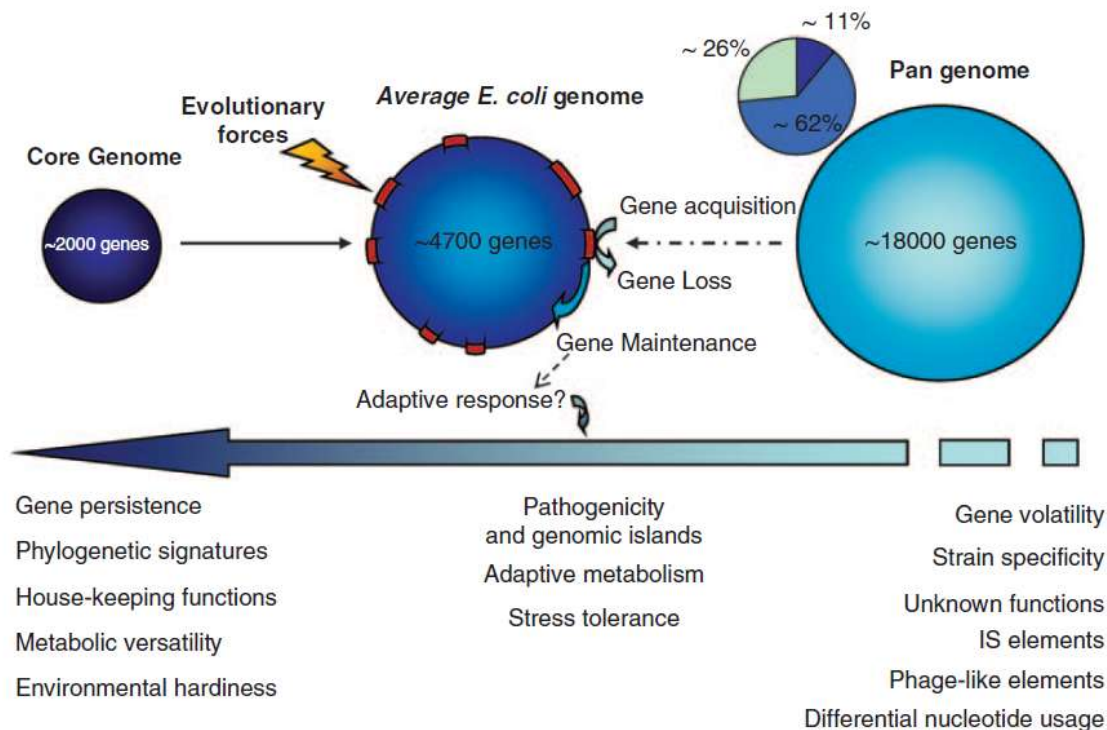 ~ 11%
~ 26%
~ 62%
Pan genome
Average E. coli genome
Evolutionary
forces
Core Genome
~2000 genes
~4700 genes
Gene acquisition
Gene Loss
~18000 genes
Gene Maintenance
Adaptive response?
Gene persistence
Phylogenetic signatures
House-keeping functions
Metabolic versatility
Environmental hardiness
Pathogenicity
and genomic islands
Adaptive metabolism
Stress tolerance
Gene volatility
Strain specificity
Unknown functions
IS elements
Phage-like elements
Differential nucleotide usage